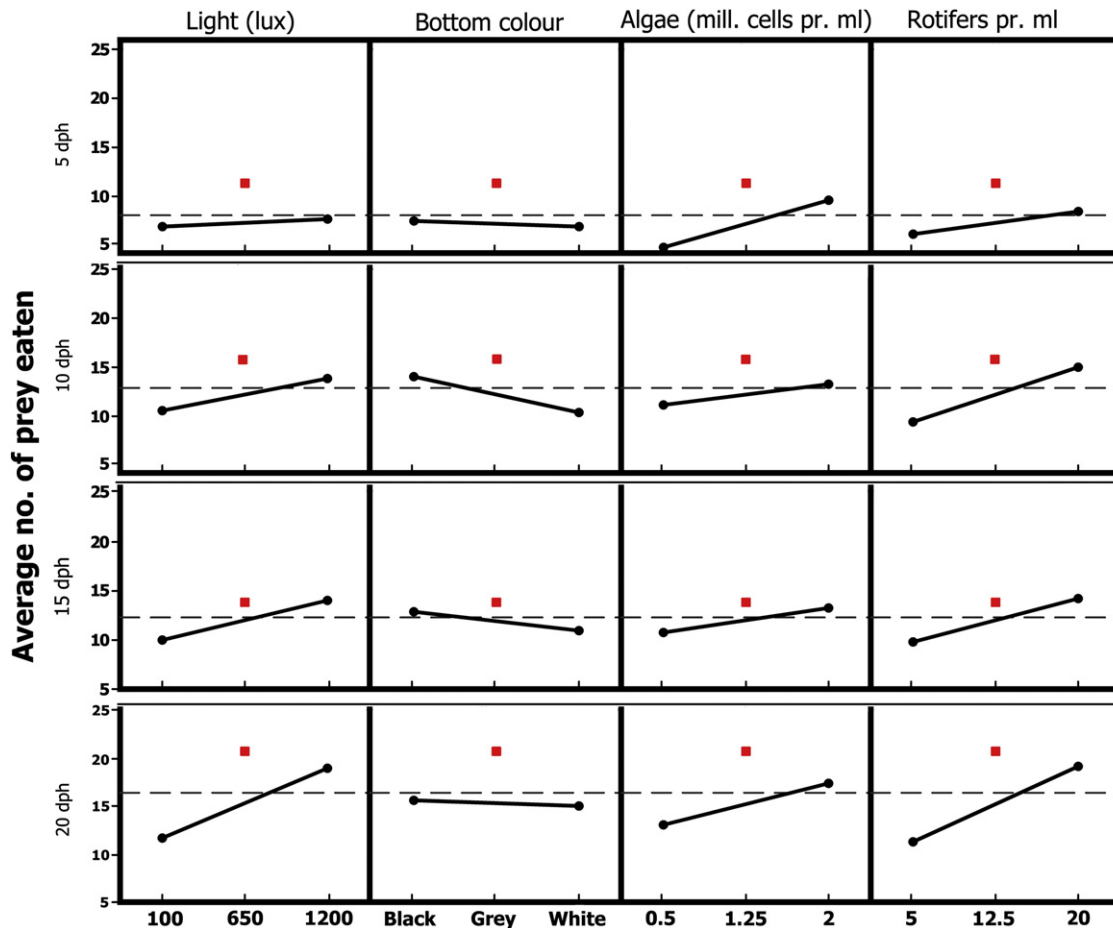 Light (lux) Bottom colour Algae (mill. cells pr. ml) Rotifers pr. ml
Average no. of prey eaten
5 dph
25
20
15
10
5
10 dph
25
20
15
10
5
15 dph
25
20
15
10
5
20 dph
25
20
15
10
5
100 650 1200 Black Grey White 0.5 1.25 2 5 12.5 20